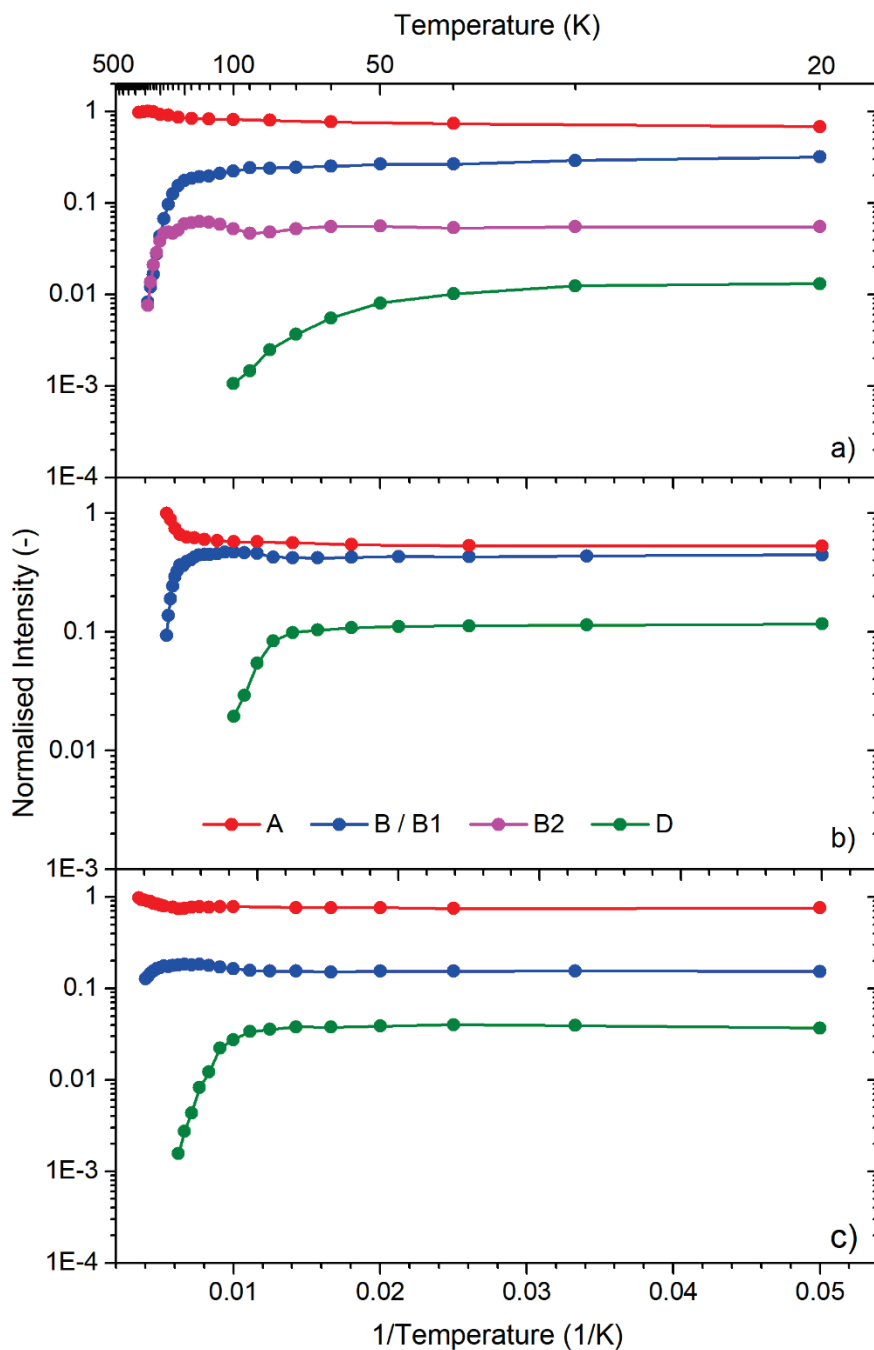 Temperature (K)
500 100 50 20
1
0.1
0.01
1E-3
1E-4
a)
1
0.1
0.01
1E-3
A B / B1 B2 D
b)
Normalised Intensity (-)
1
0.1
0.01
1E-3
1E-4
c)
0.01 0.02 0.03 0.04 0.05
1/Temperature (1/K)